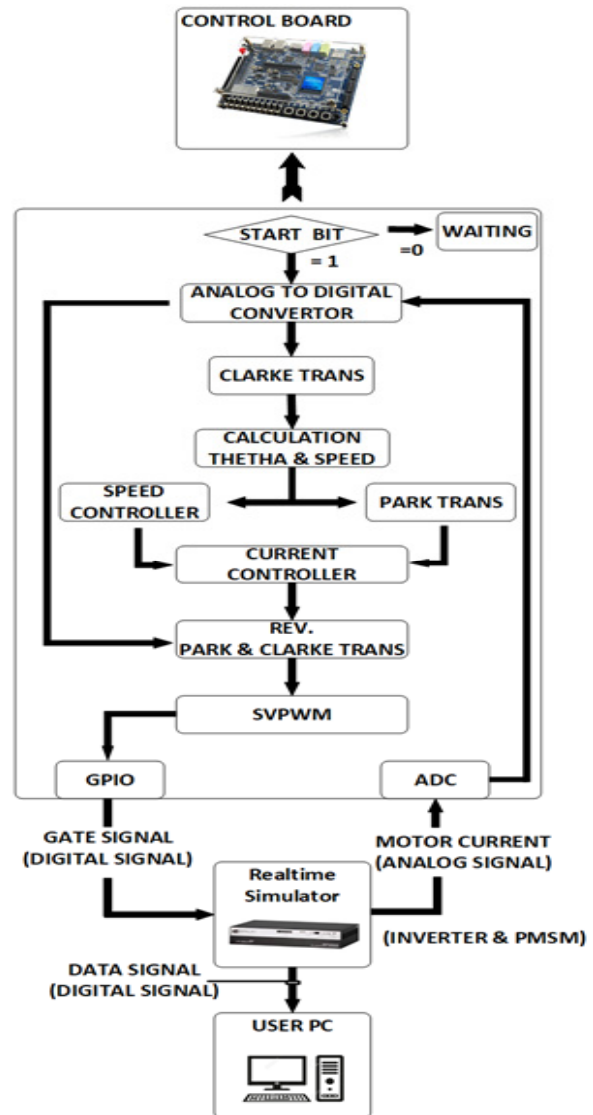 CONTROL BOARD
START BIT
=0
WAITING
= 1
ANALOG TO DIGITAL
CONVERTOR
CLARKE TRANS
CALCULATION
THETHA & SPEED
SPEED
CONTROLLER
PARK TRANS
CURRENT
CONTROLLER
REV.
PARK & CLARKE TRANS
SVPWM
GPIO
ADC
GATE SIGNAL
(DIGITAL SIGNAL)
MOTOR CURRENT
(ANALOG SIGNAL)
Realtime
Simulator
(INVERTER & PMSM)
DATA SIGNAL
(DIGITAL SIGNAL)
USER PC